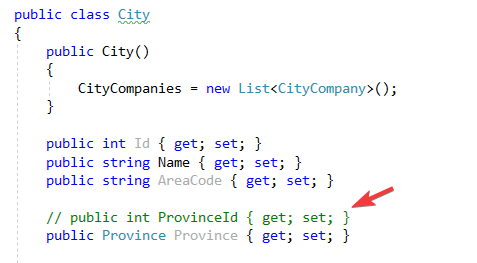 public class City
{
public City()
{
CityCompanies = new List<CityCompany>();
}
public int Id { get; set; }
public string Name { get; set; }
public string AreaCode { get; set; }
// public int ProvinceId { get; set; }
public Province Province { get; set; }